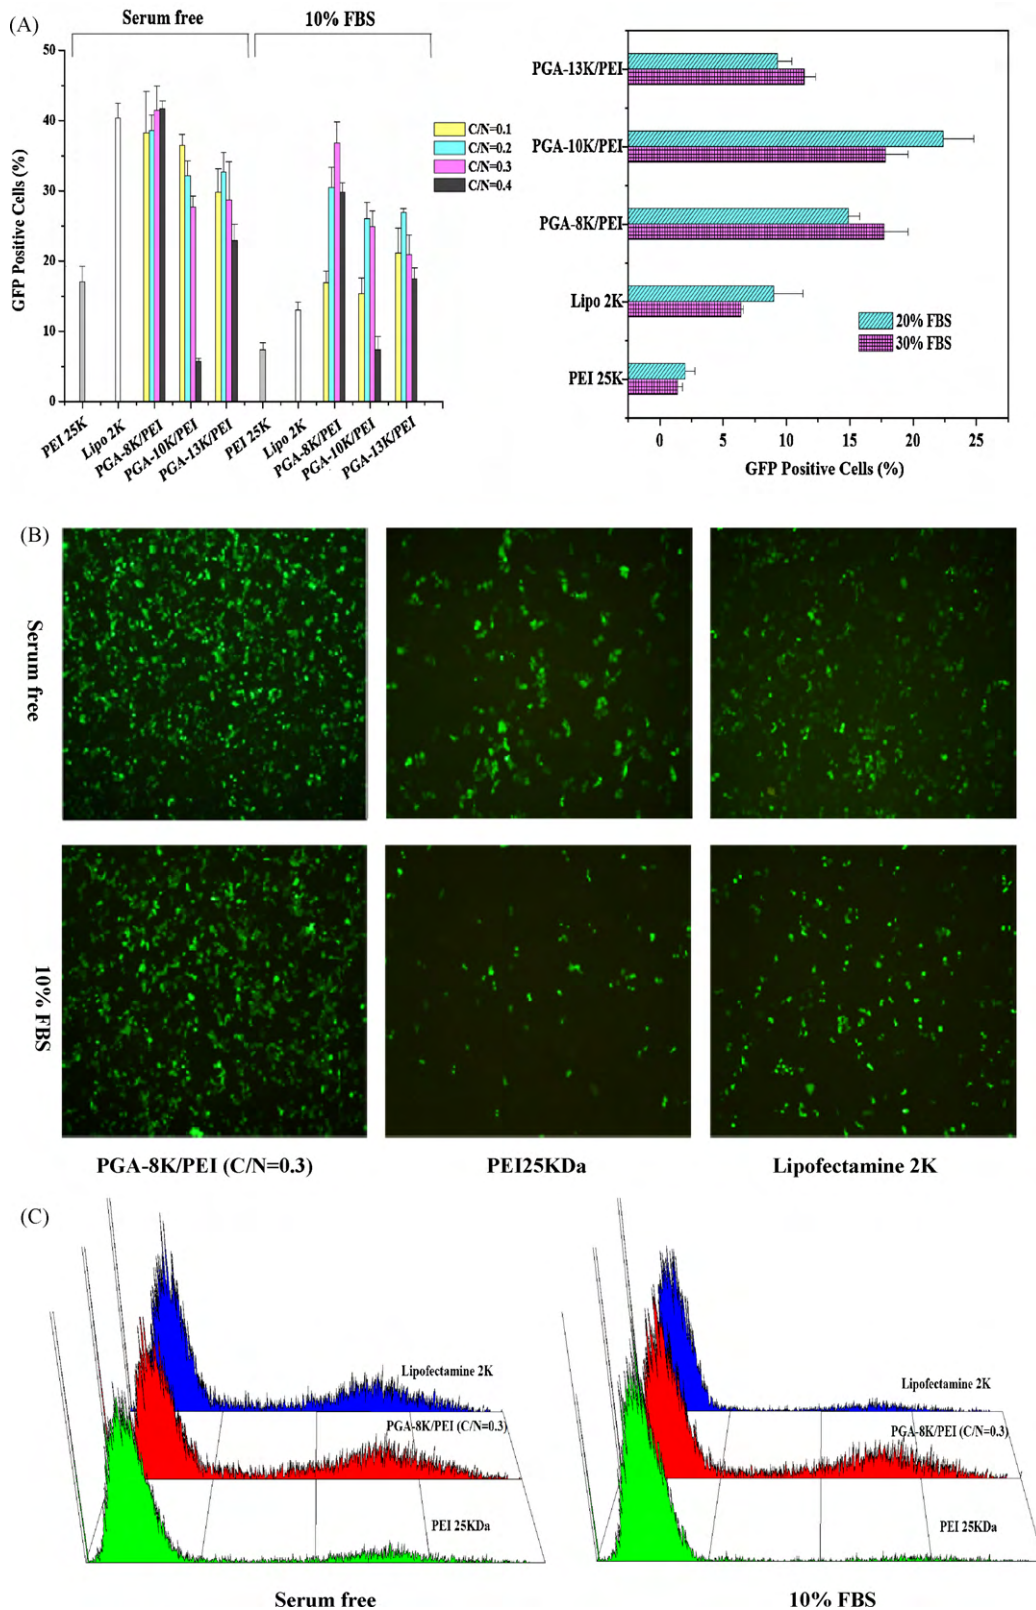 (A)
Serum free
10% FBS
GFP Positive Cells (%)
50
40
30
20
10
0
C/N=0.1
C/N=0.2
C/N=0.3
C/N=0.4
PEI 25K
Lipo 2K
PGA-8K/PEI
PGA-10K/PEI
PGA-13K/PEI
PEI 25K
Lipo 2K
PGA-8K/PEI
PGA-10K/PEI
PGA-13K/PEI
PGA-13K/PEI
PGA-10K/PEI
PGA-8K/PEI
Lipo 2K
PEI 25K
20% FBS
30% FBS
0 5 10 15 20 25
GFP Positive Cells (%)
(B)
Serum free
10% FBS
PGA-8K/PEI (C/N=0.3)
PEI25KDa
Lipofectamine 2K
(C)
Lipofectamine 2K
PGA-8K/PEI (C/N=0.3)
PEI 25KDa
Serum free
Lipofectamine 2K
PGA-8K/PEI (C/N=0.3)
PEI 25KDa
10% FBS